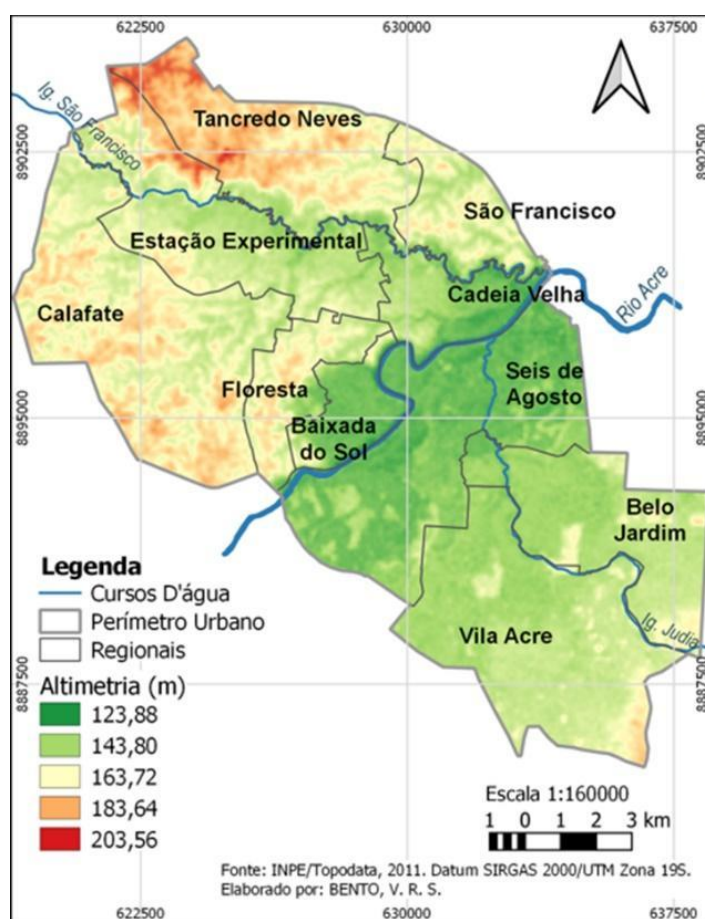 622500
630000
637500
8902500
8902500
Ig. São Francisco
Tancredo Neves
São Francisco
Estação Experimental
Cadeia Velha
Rio Acre
Calafate
Floresta
Seis de
Agosto
8895000
8895000
Baixada
do Sol
Belo
Jardim
Vila Acre
Ig. Judia
8887500
8887500
Legenda
Cursos D'água
Perímetro Urbano
Regionais
Altimetria (m)
123,88
143,80
163,72
183,64
203,56
Escala 1:160000
1 0 1 2 3 km
Fonte: INPE/Topodata, 2011. Datum SIRGAS 2000/UTM Zona 19S.
Elaborado por: BENTO, V. R. S.
622500
630000
637500